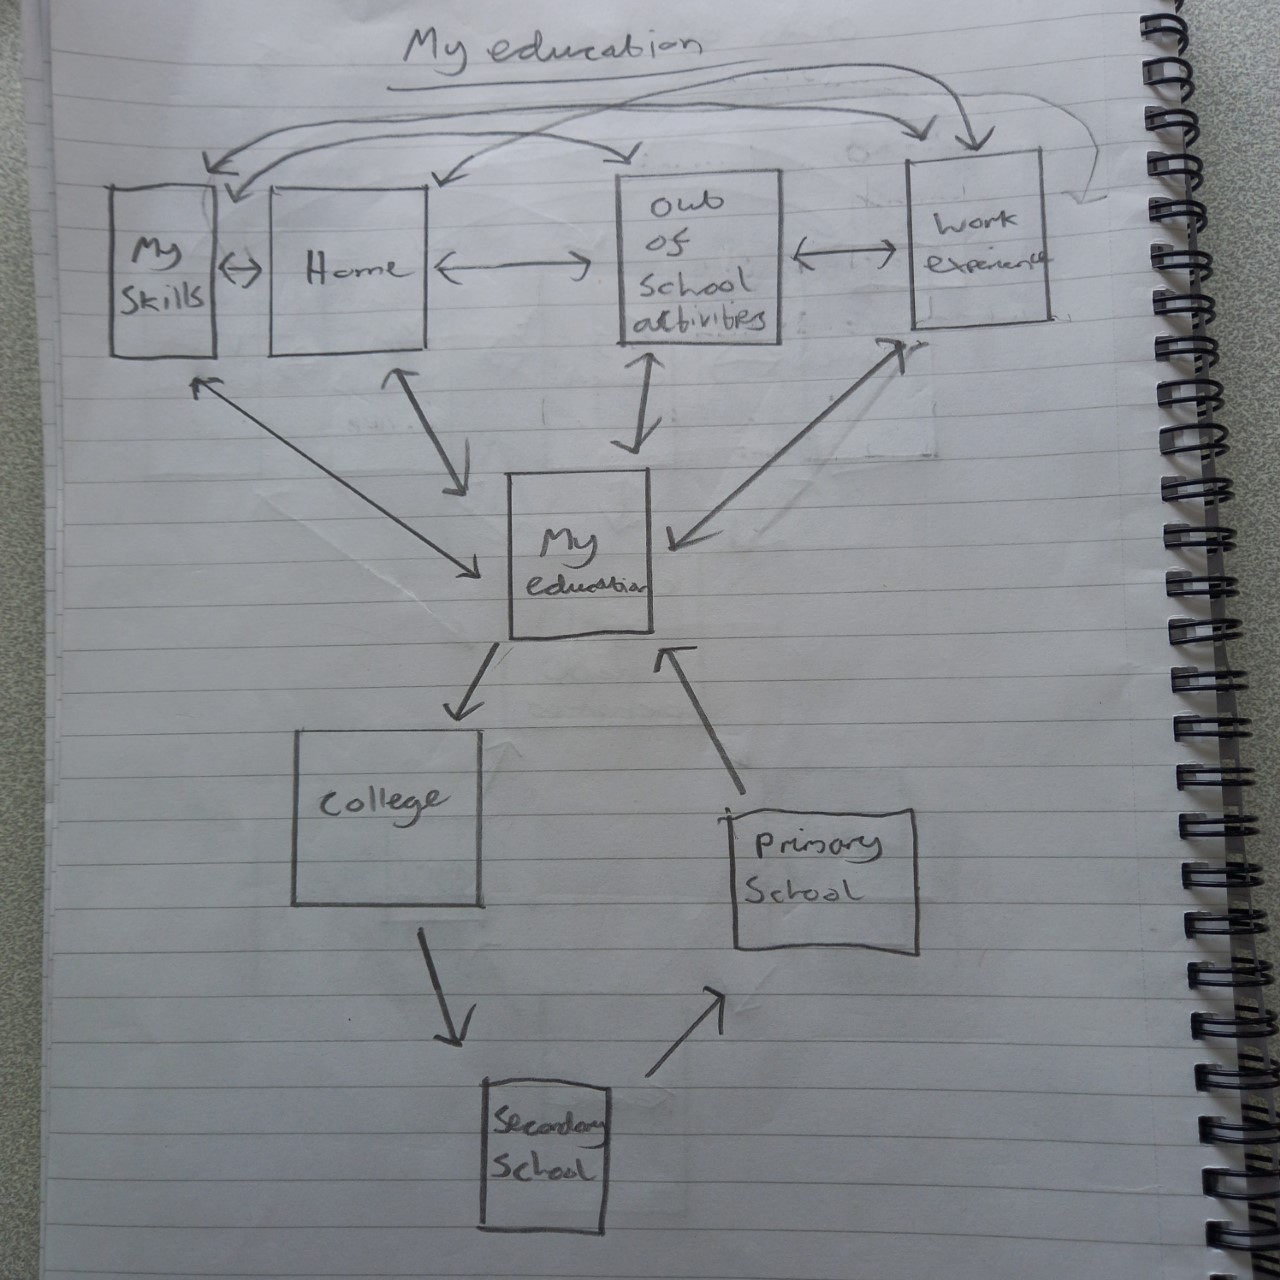 My education
My
Skills
Home
out
of
School
activities
Work
experience
My
education
College
Primary
School
Secondary
School